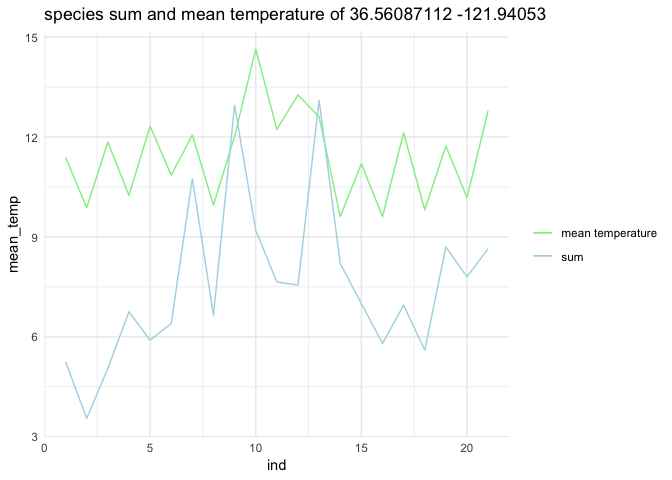 species sum and mean temperature of 36.56087112 -121.94053
15
12
9
6
3
mean_temp
0
5
10
15
20
ind
mean temperature
sum